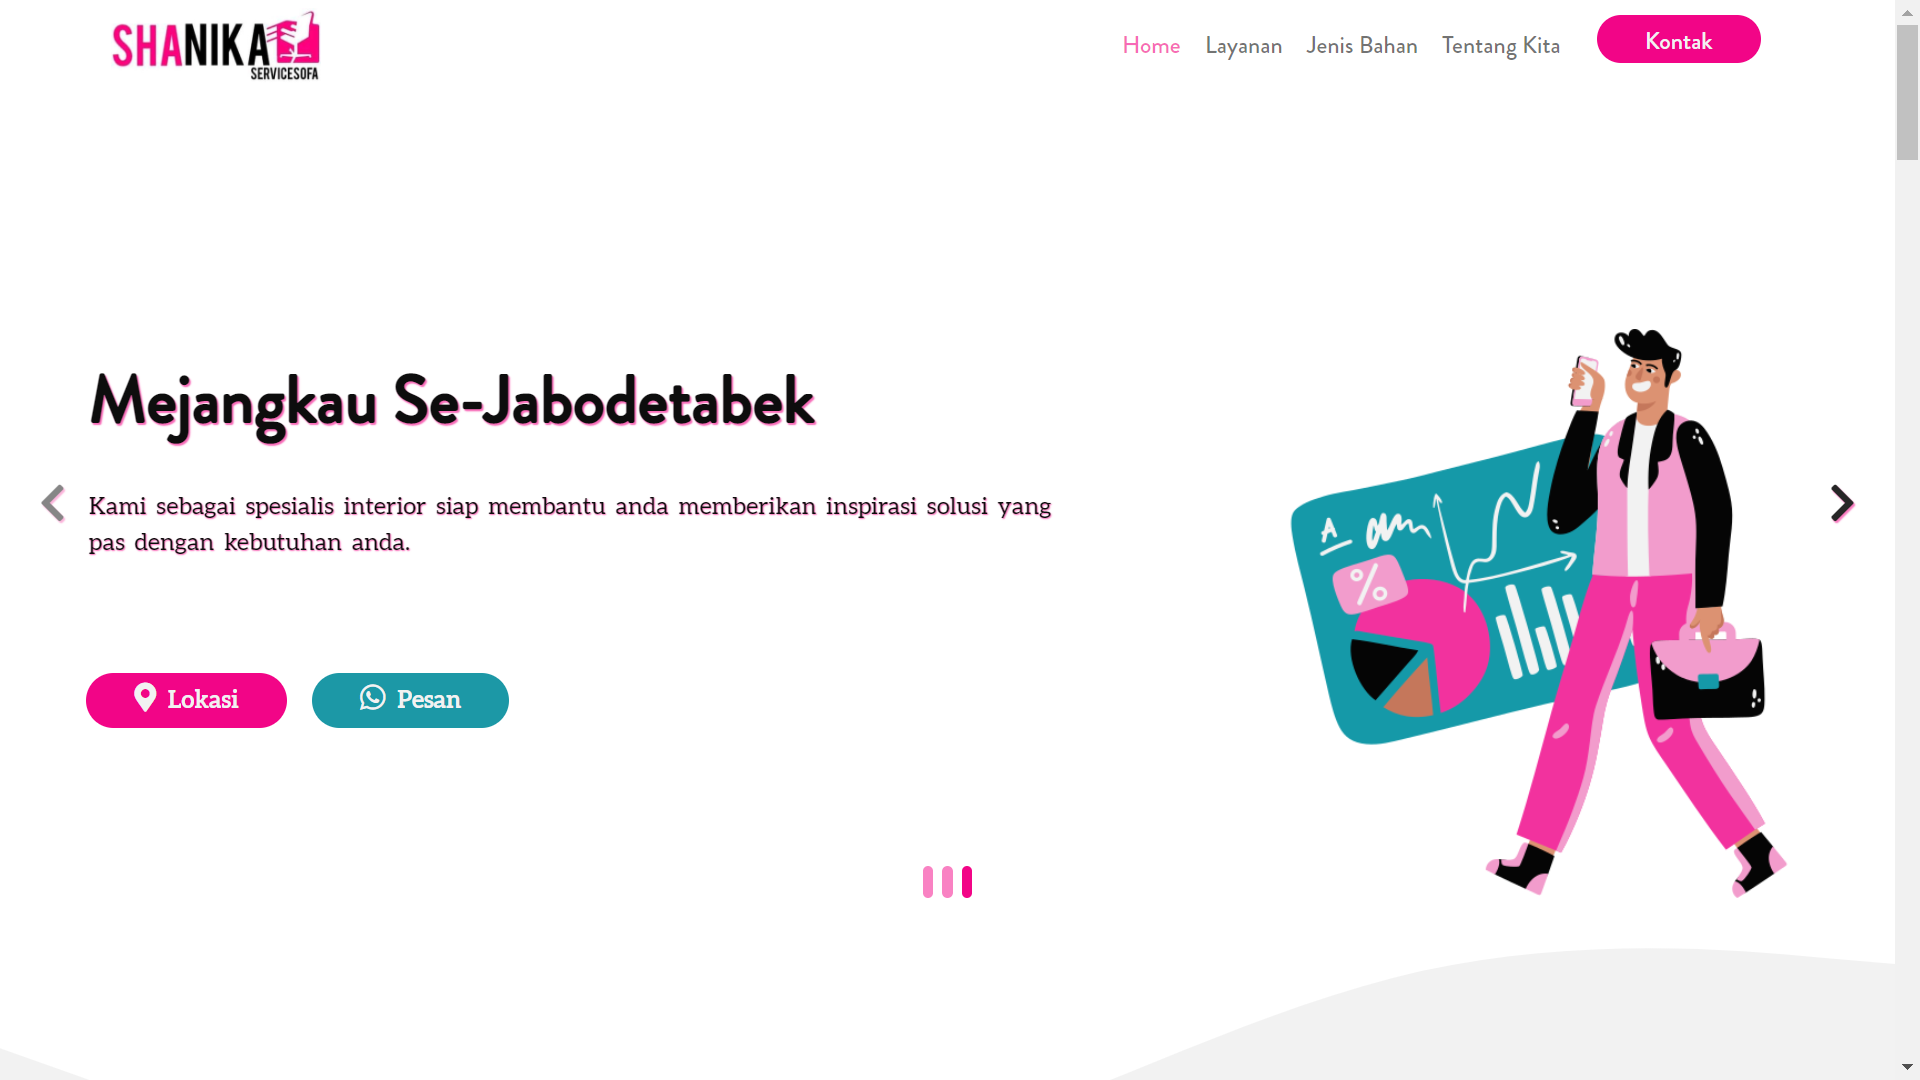 SHANIKA
SERVICESOFA
Home
Layanan
Jenis Bahan
Tentang Kita
Kontak
Mejangkau Se-Jabodetabek
Kami sebagai spesialis interior siap membantu anda memberikan inspirasi solusi yang
pas dengan kebutuhan anda.
A
%
Lokasi
Pesan